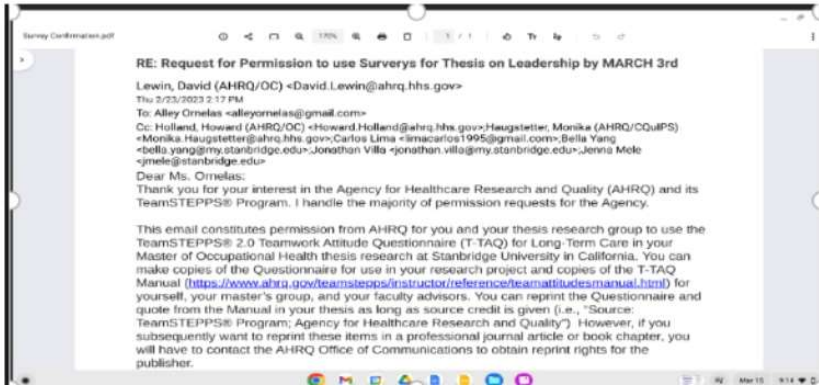 Survey Confirmation.pdf
170%
1 / 1
RE: Request for Permission to use Surverys for Thesis on Leadership by MARCH 3rd
Lewin, David (AHRQ/OC) <David.Lewin@ahrq.hhs.gov>
Thu 2/23/2023 2:17 PM
To: Alley Ornelas <alleyornelas@gmail.com>
Cc: Holland, Howard (AHRQ/OC) <Howard.Holland@ahrq.hhs.gov>;Haugstetter, Monika (AHRQ/CQuIPS)
<Monika.Haugstetter@ahrq.hhs.gov>;Carlos Lima <limacarlos1995@gmail.com>;Bella Yang
<bella.yang@my.stanbridge.edu>;Jonathan Villa <jonathan.villa@my.stanbridge.edu>;Jenna Mele
<jmele@stanbridge.edu>
Dear Ms. Ornelas:
Thank you for your interest in the Agency for Healthcare Research and Quality (AHRQ) and its
TeamSTEPPS® Program. I handle the majority of permission requests for the Agency.
This email constitutes permission from AHRQ for you and your thesis research group to use the
TeamSTEPPS® 2.0 Teamwork Attitude Questionnaire (T-TAQ) for Long-Term Care in your
Master of Occupational Health thesis research at Stanbridge University in California. You can
make copies of the Questionnaire for use in your research project and copies of the T-TAQ
Manual (https://www.ahrq.gov/teamstepps/instructor/reference/teamattitudesmanual.html) for
yourself, your master's group, and your faculty advisors. You can reprint the Questionnaire and
quote from the Manual in your thesis as long as source credit is given (i.e., "Source:
TeamSTEPPS® Program; Agency for Healthcare Research and Quality") However, if you
subsequently want to reprint these items in a professional journal article or book chapter, you
will have to contact the AHRQ Office of Communications to obtain reprint rights for the
publisher.
Mar 15 9:14